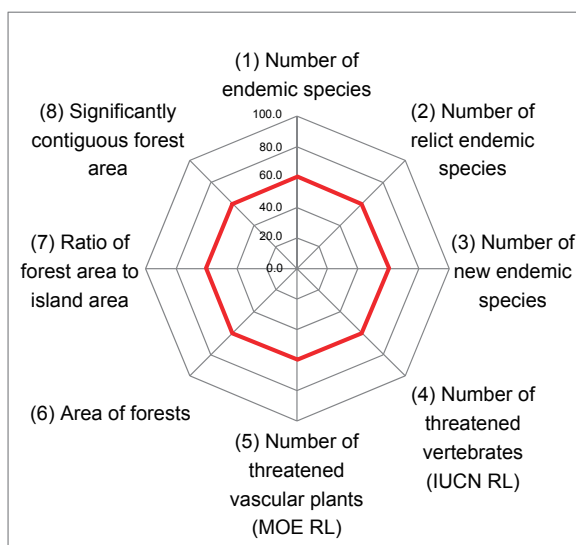 (1) Number of
endemic species
(2) Number of
relict endemic
species
(3) Number of
new endemic
species
(4) Number of
threatened
vertebrates
(IUCN RL)
(5) Number of
threatened
vascular plants
(MOE RL)
(6) Area of forests
(7) Ratio of
forest area to
island area
(8) Significantly
contiguous forest
area
100.0
80.0
60.0
40.0
20.0
0.0